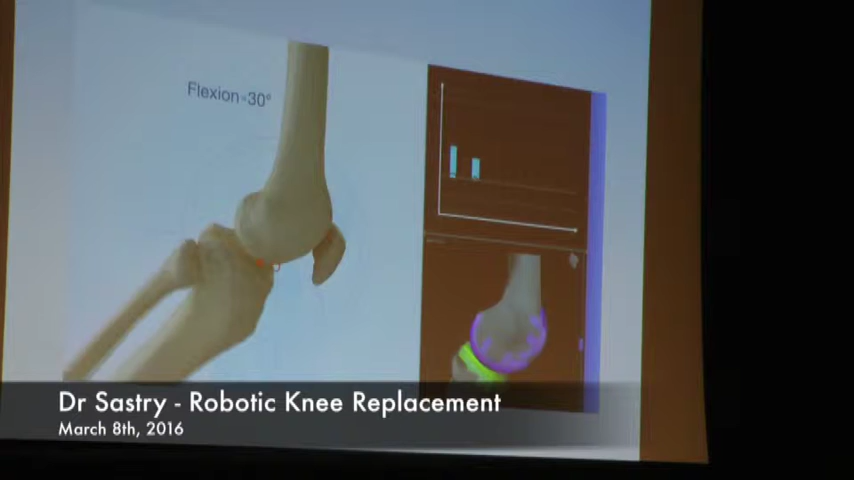 Flexion=30°
Dr Sastry - Robotic Knee Replacement
March 8th, 2016